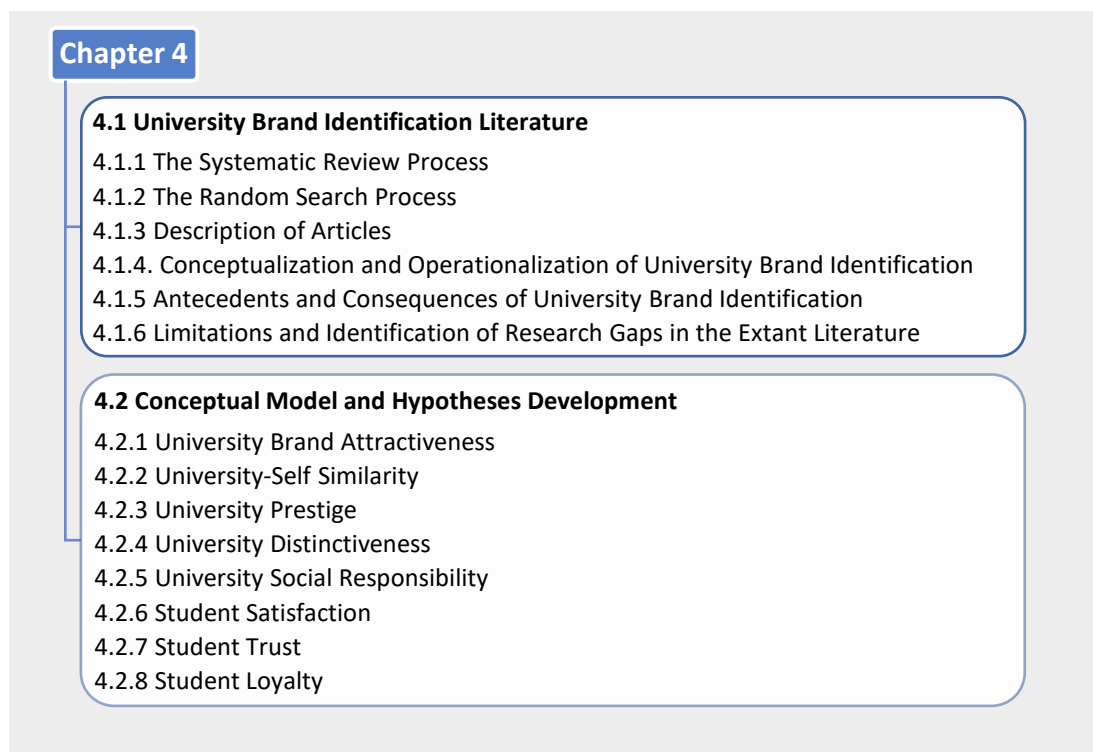 Chapter 4
4.1 University Brand Identification Literature
4.1.1 The Systematic Review Process
4.1.2 The Random Search Process
4.1.3 Description of Articles
4.1.4. Conceptualization and Operationalization of University Brand Identification
4.1.5 Antecedents and Consequences of University Brand Identification
4.1.6 Limitations and Identification of Research Gaps in the Extant Literature
4.2 Conceptual Model and Hypotheses Development
4.2.1 University Brand Attractiveness
4.2.2 University-Self Similarity
4.2.3 University Prestige
4.2.4 University Distinctiveness
4.2.5 University Social Responsibility
4.2.6 Student Satisfaction
4.2.7 Student Trust
4.2.8 Student Loyalty